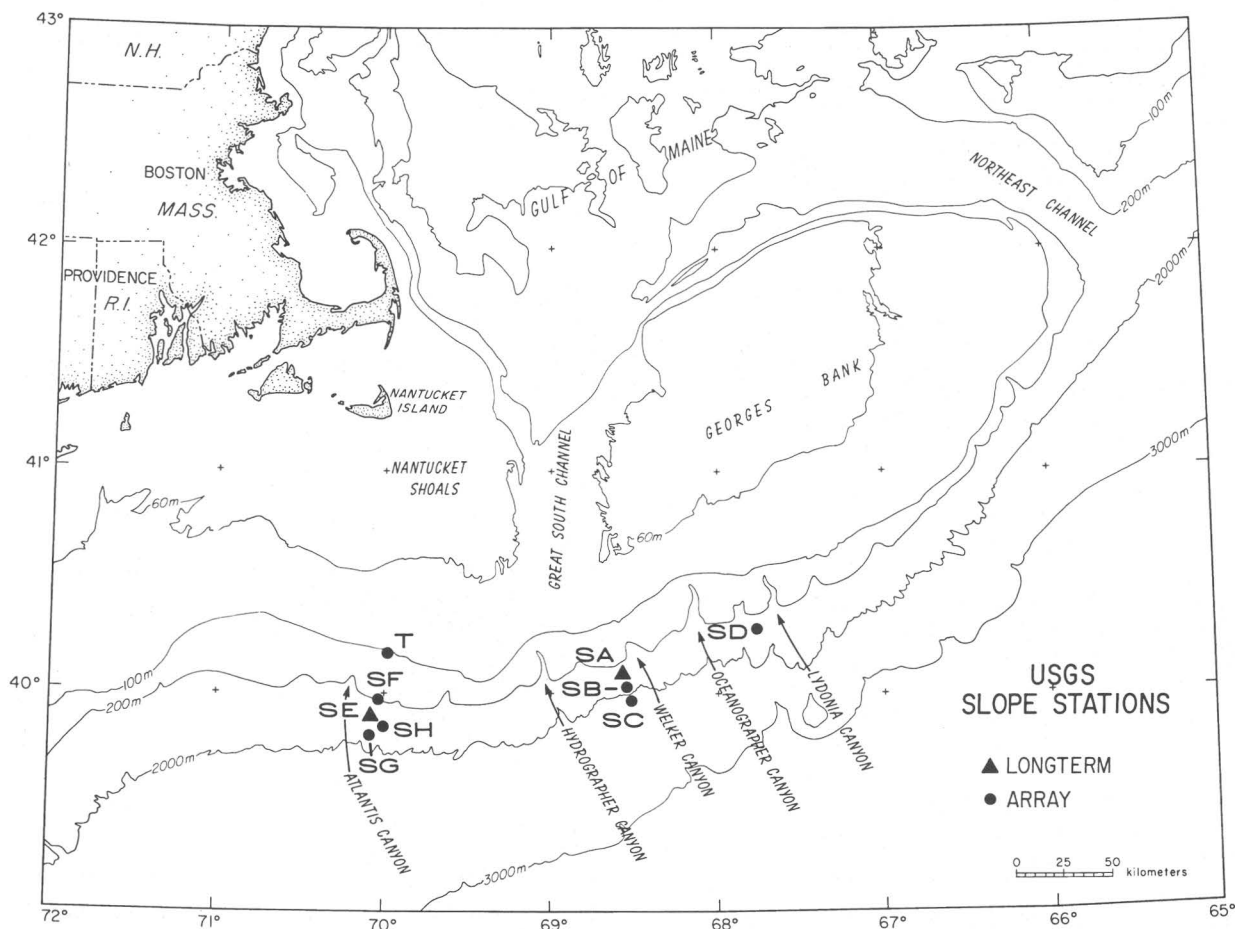 43°
N.H.
BOSTON
MASS.
42°
PROVIDENCE
R.I.
GULF OF MAINE
NORTHEAST CHANNEL
100m
200m
2000m
3000m
NANTUCKET
ISLAND
NANTUCKET
SHOALS
41°
60m
GREAT SOUTH CHANNEL
GEORGES BANK
60m
40°
100m
200m
2000m
3000m
T
SF
SE
SH
SG
SA
SB
SC
SD
ATLANTIS CANYON
HYDROGRAPHER CANYON
WELKER CANYON
OCEANOGRAPHER CANYON
LYDONIA CANYON
USGS
SLOPE STATIONS
LONGTERM
ARRAY
0 25 50
kilometers
72°
71°
70°
69°
68°
67°
66°
65°